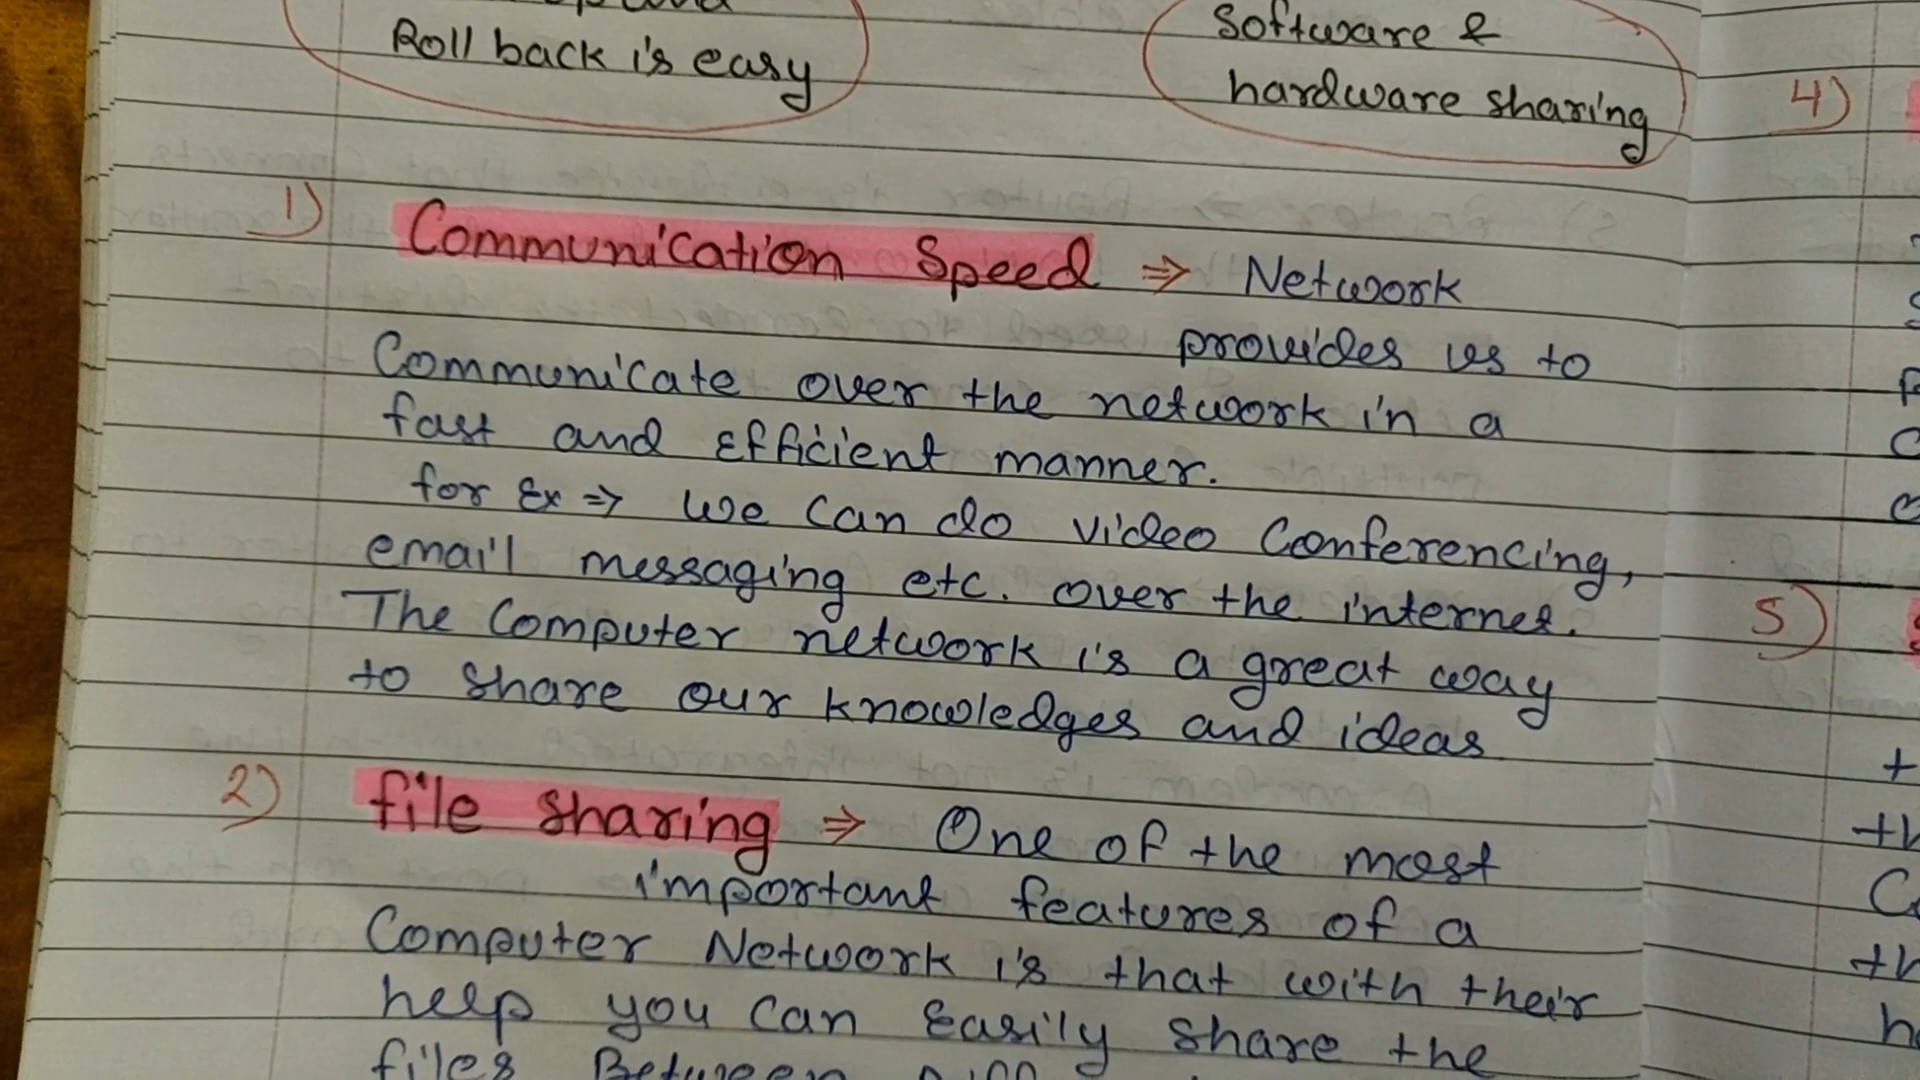 Roll back is easy
Software &
hardware sharing
4)
1) Communication Speed ⇒ Network
provides us to
Communicate over the network in a
fast and Efficient manner.
for Ex ⇒ we can do video Conferencing,
email messaging etc. over the internet.
The Computer network is a great way
to share our knowledges and ideas
2) file sharing ⇒ One of the most
important features of a
Computer Network is that with their
help you can Easily share the
files Between
5)